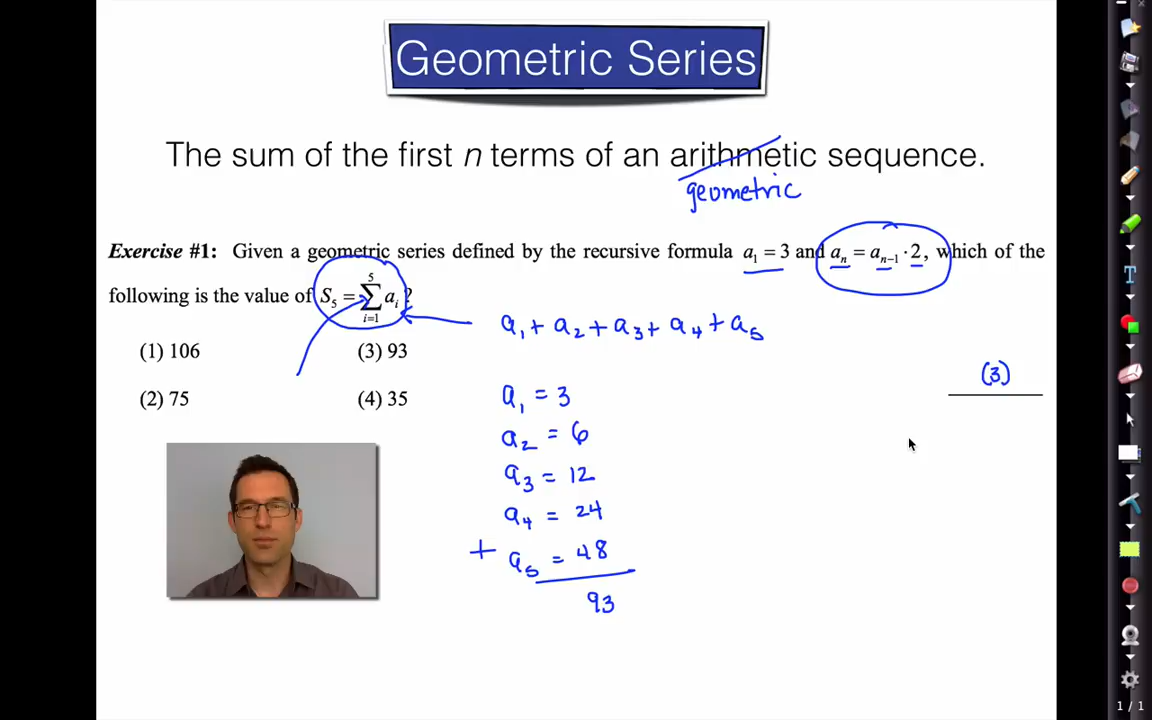 Geometric Series
The sum of the first n terms of an arithmetic sequence.
geometric
Exercise #1: Given a geometric series defined by the recursive formula a₁ = 3 and aₙ = aₙ₋₁ · 2, which of the
following is the value of S₅ = ∑ᵢ₌₁⁵ aᵢ?
a₁ + a₂ + a₃ + a₄ + a₅
(1) 106 (3) 93
(3)
(2) 75 (4) 35
a₁ = 3
a₂ = 6
a₃ = 12
a₄ = 24
+ a₅ = 48
93
T
1 / 1